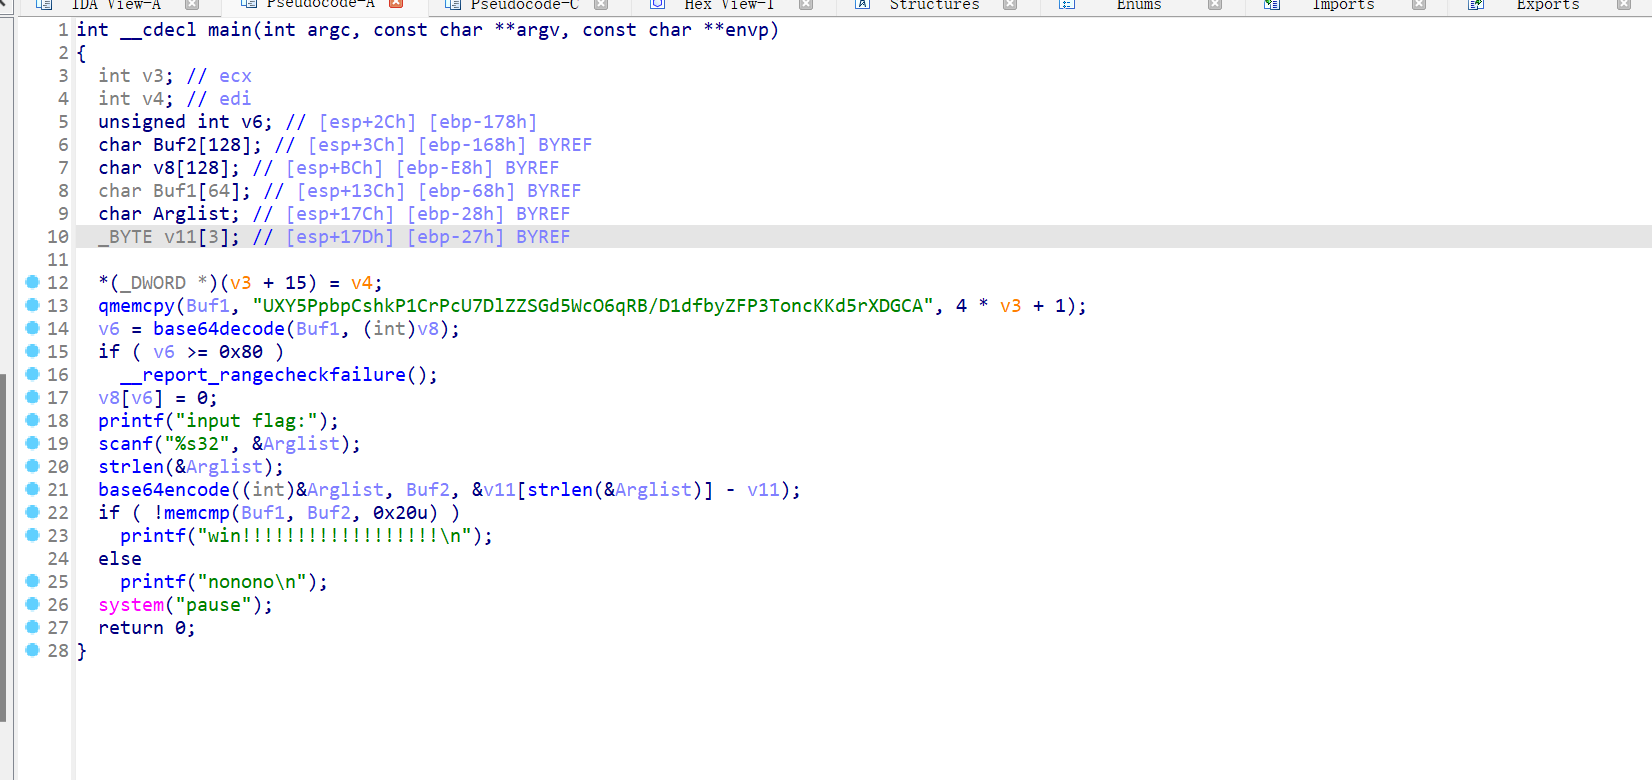 IDA View-A Pseudocode-A Pseudocode-C Hex View-1 Structures Enums Imports Exports
1 int __cdecl main(int argc, const char **argv, const char **envp)
2 {
3 int v3; // ecx
4 int v4; // edi
5 unsigned int v6; // [esp+2Ch] [ebp-178h]
6 char Buf2[128]; // [esp+3Ch] [ebp-168h] BYREF
7 char v8[128]; // [esp+BCh] [ebp-E8h] BYREF
8 char Buf1[64]; // [esp+13Ch] [ebp-68h] BYREF
9 char Arglist; // [esp+17Ch] [ebp-28h] BYREF
10 _BYTE v11[3]; // [esp+17Dh] [ebp-27h] BYREF
11
12 *(_DWORD *)(v3 + 15) = v4;
13 qmemcpy(Buf1, "UXY5PpbpCshkP1CrPcU7DlZZSGd5WcO6qRB/D1dfbyZFP3ToncKKd5rXDGCA", 4 * v3 + 1);
14 v6 = base64decode(Buf1, (int)v8);
15 if ( v6 >= 0x80 )
16 __report_rangecheckfailure();
17 v8[v6] = 0;
18 printf("input flag:");
19 scanf("%s32", &Arglist);
20 strlen(&Arglist);
21 base64encode((int)&Arglist, Buf2, &v11[strlen(&Arglist)] - v11);
22 if ( !memcmp(Buf1, Buf2, 0x20u) )
23 printf("win!!!!!!!!!!!!!!!!!!\n");
24 else
25 printf("nonono\n");
26 system("pause");
27 return 0;
28 }